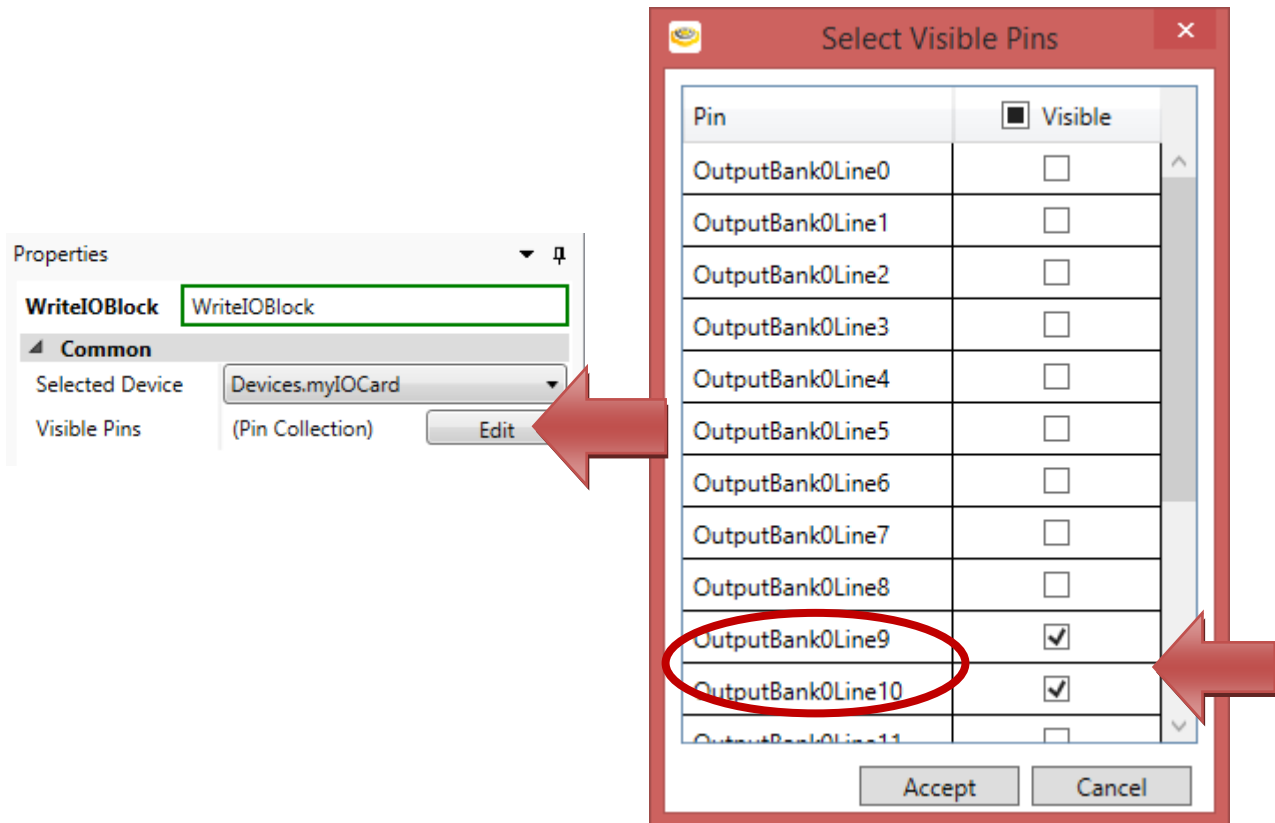 Properties
WriteIOBlock WriteIOBlock
Common
Selected Device Devices.myIOCard
Visible Pins (Pin Collection) Edit
Select Visible Pins
Pin Visible
OutputBank0Line0
OutputBank0Line1
OutputBank0Line2
OutputBank0Line3
OutputBank0Line4
OutputBank0Line5
OutputBank0Line6
OutputBank0Line7
OutputBank0Line8
OutputBank0Line9
OutputBank0Line10
OutputBank0Line11
Accept Cancel